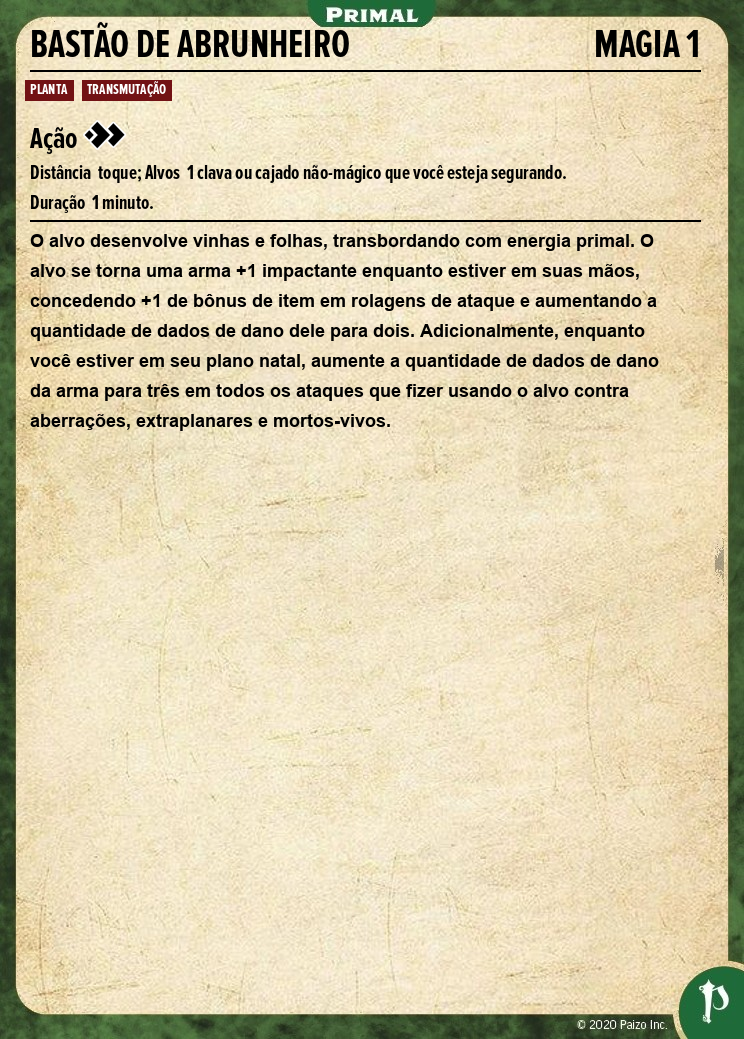 PRIMAL
BASTÃO DE ABRUNHEIRO MAGIA 1
PLANTA TRANSMUTAÇÃO
Ação
Distância toque; Alvos 1 clava ou cajado não-mágico que você esteja segurando.
Duração 1 minuto.
O alvo desenvolve vinhas e folhas, transbordando com energia primal. O
alvo se torna uma arma +1 impactante enquanto estiver em suas mãos,
concedendo +1 de bônus de item em rolagens de ataque e aumentando a
quantidade de dados de dano dele para dois. Adicionalmente, enquanto
você estiver em seu plano natal, aumente a quantidade de dados de dano
da arma para três em todos os ataques que fizer usando o alvo contra
aberrações, extraplanares e mortos-vivos.
© 2020 Paizo Inc.
P